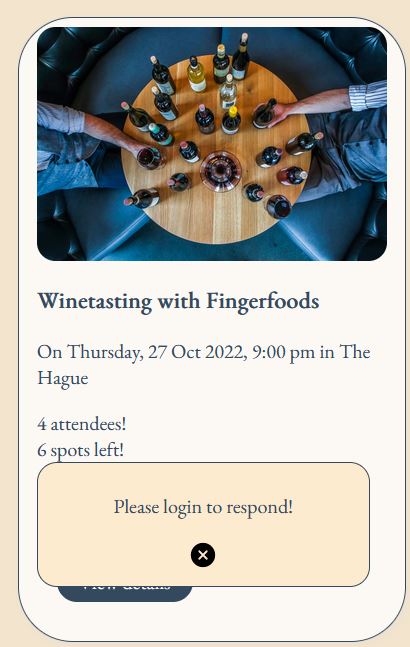 Winetasting with Fingerfoods
On Thursday, 27 Oct 2022, 9:00 pm in The
Hague
4 attendees!
6 spots left!
Please login to respond!
View details